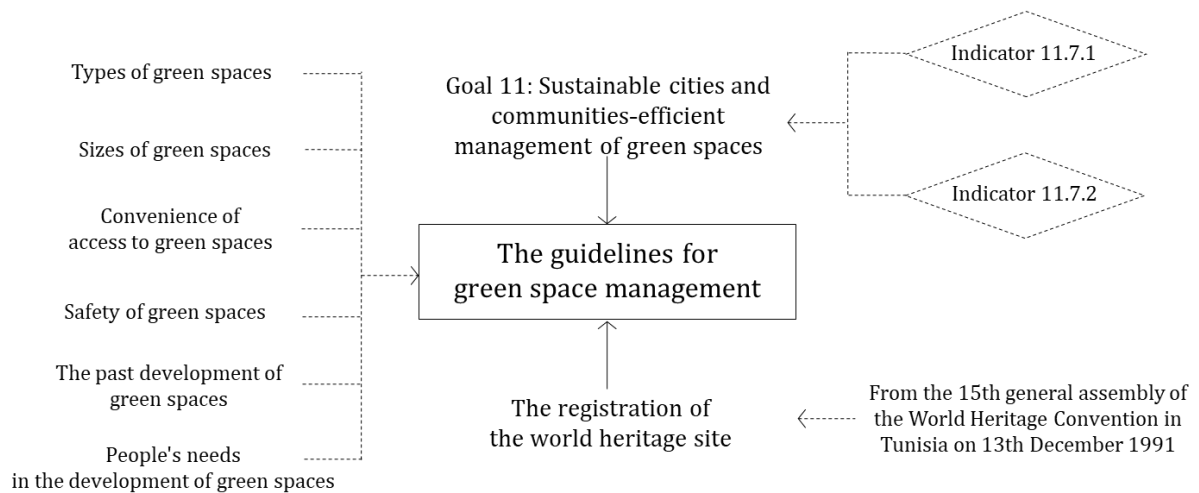 Types of green spaces
Sizes of green spaces
Convenience of
access to green spaces
Safety of green spaces
The past development of
green spaces
People's needs
in the development of green spaces
Goal 11: Sustainable cities and
communities-efficient
management of green spaces
The guidelines for
green space management
The registration of
the world heritage site
Indicator 11.7.1
Indicator 11.7.2
From the 15th general assembly of
the World Heritage Convention in
Tunisia on 13th December 1991